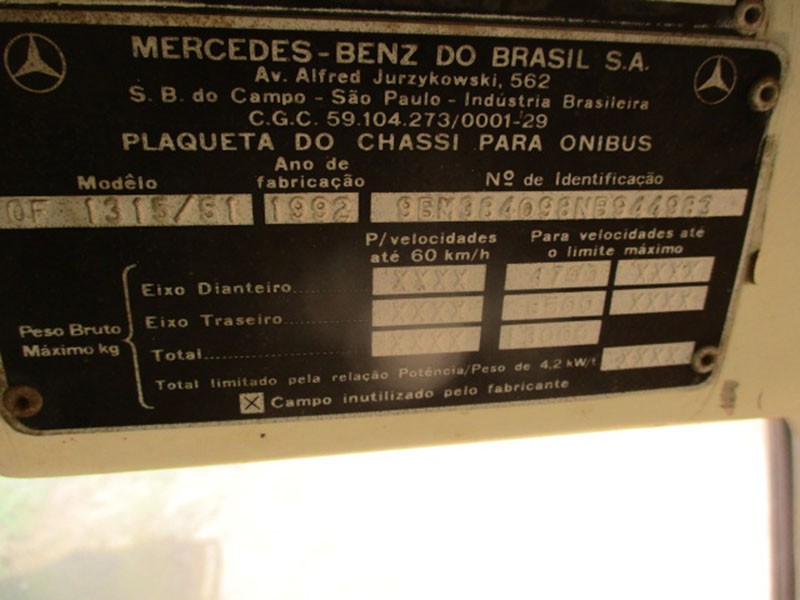 MERCEDES-BENZ DO BRASIL S.A.
Av. Alfred Jurzykowski, 562
S. B. do Campo - São Paulo - Indústria Brasileira
C.G.C. 59.104.273/0001-29
PLAQUETA DO CHASSI PARA ONIBUS
Modêlo
Ano de fabricação
Nº de Identificação
OF 1315/51 1992
P/velocidades até 60 km/h
Para velocidades até o limite máximo
Peso Bruto Máximo kg
Eixo Dianteiro XXXX XXXX
Eixo Traseiro XXXX XXXX
Total XXXX
Total limitado pela relação Potência/Peso de 4,2 kW/t XXXX
X Campo inutilizado pelo fabricante